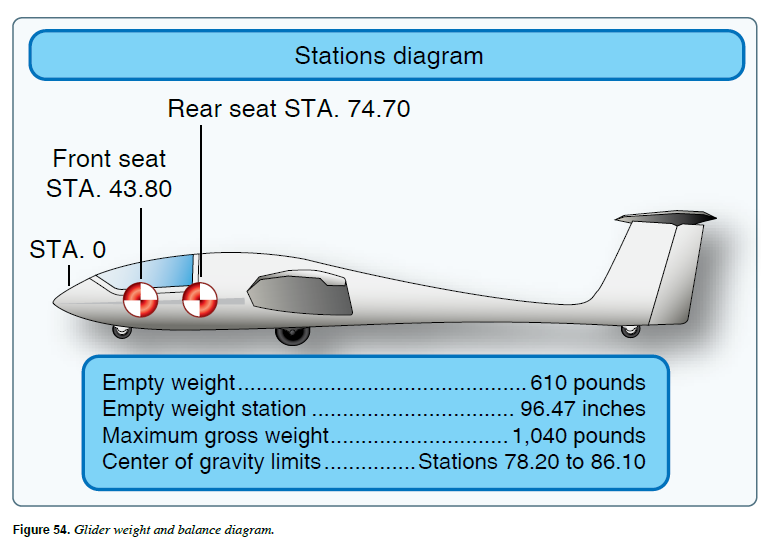 Stations diagram
Rear seat STA. 74.70
Front seat
STA. 43.80
STA. 0
Empty weight................................................610 pounds
Empty weight station .................................. 96.47 inches
Maximum gross weight..............................1,040 pounds
Center of gravity limits...............Stations 78.20 to 86.10
Figure 54. Glider weight and balance diagram.